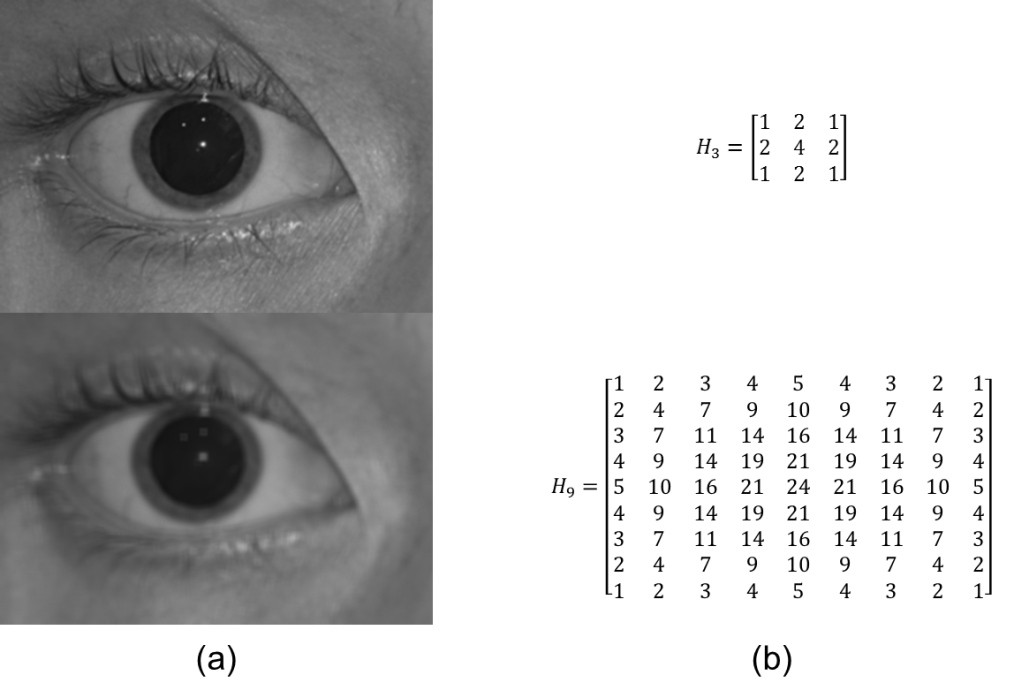 H₃ = [1 2 1
2 4 2
1 2 1]
H₉ = [1 2 3 4 5 4 3 2 1
2 4 7 9 10 9 7 4 2
3 7 11 14 16 14 11 7 3
4 9 14 19 21 19 14 9 4
5 10 16 21 24 21 16 10 5
4 9 14 19 21 19 14 9 4
3 7 11 14 16 14 11 7 3
2 4 7 9 10 9 7 4 2
1 2 3 4 5 4 3 2 1]
(a) (b)